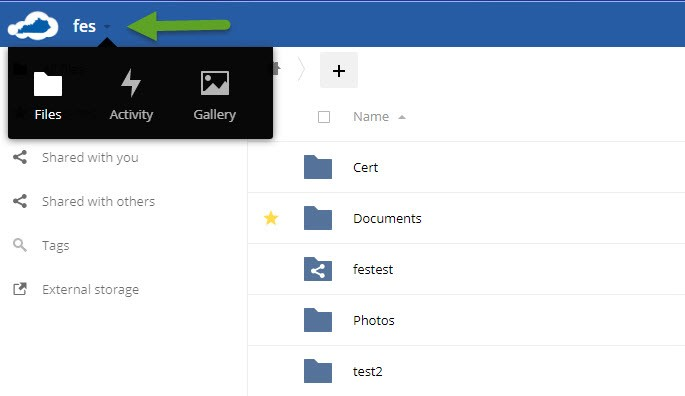 fes
Files
Activity
Gallery
Shared with you
Shared with others
Tags
External storage
+
Name
Cert
Documents
festest
Photos
test2